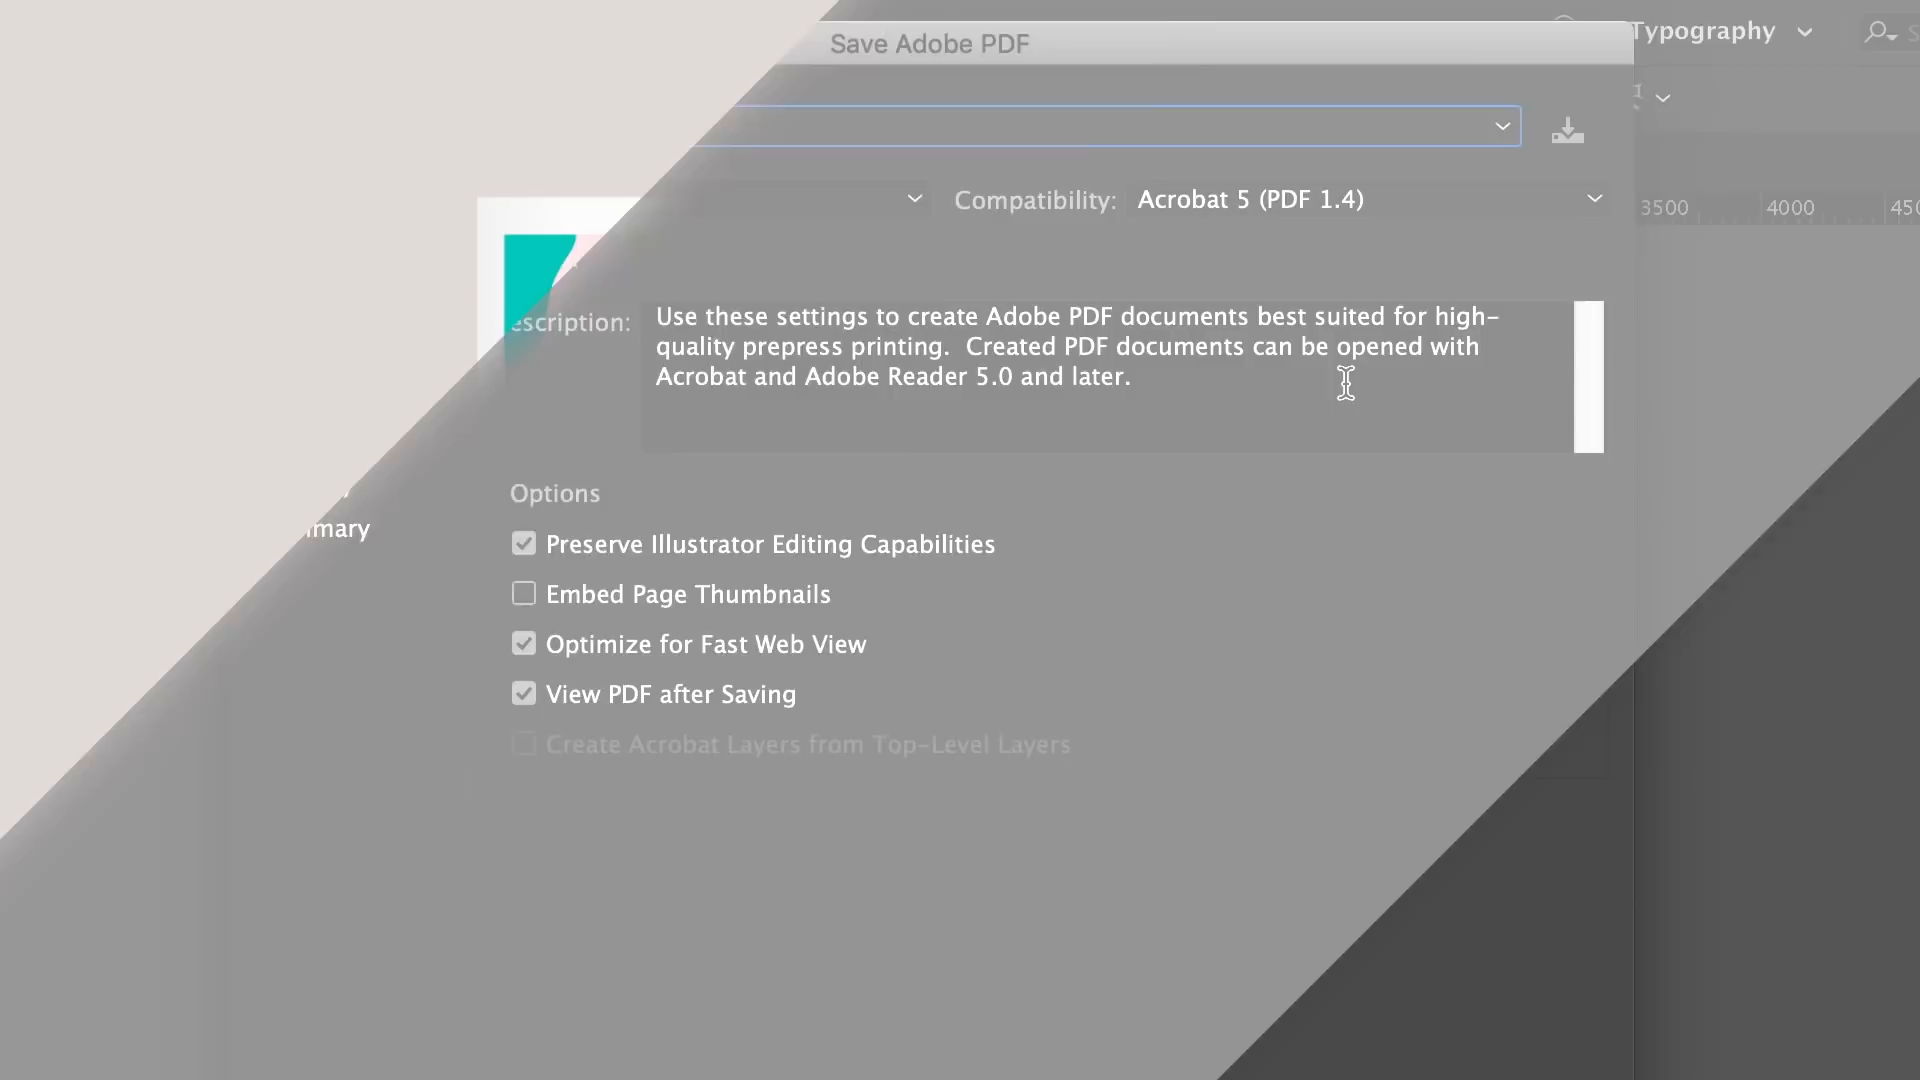 Typography
Save Adobe PDF
Compatibility: Acrobat 5 (PDF 1.4)
3500 4000
escription:
Use these settings to create Adobe PDF documents best suited for high-
quality prepress printing.  Created PDF documents can be opened with
Acrobat and Adobe Reader 5.0 and later.
Options
mary
Preserve Illustrator Editing Capabilities
Embed Page Thumbnails
Optimize for Fast Web View
View PDF after Saving
Create Acrobat Layers from Top-Level Layers